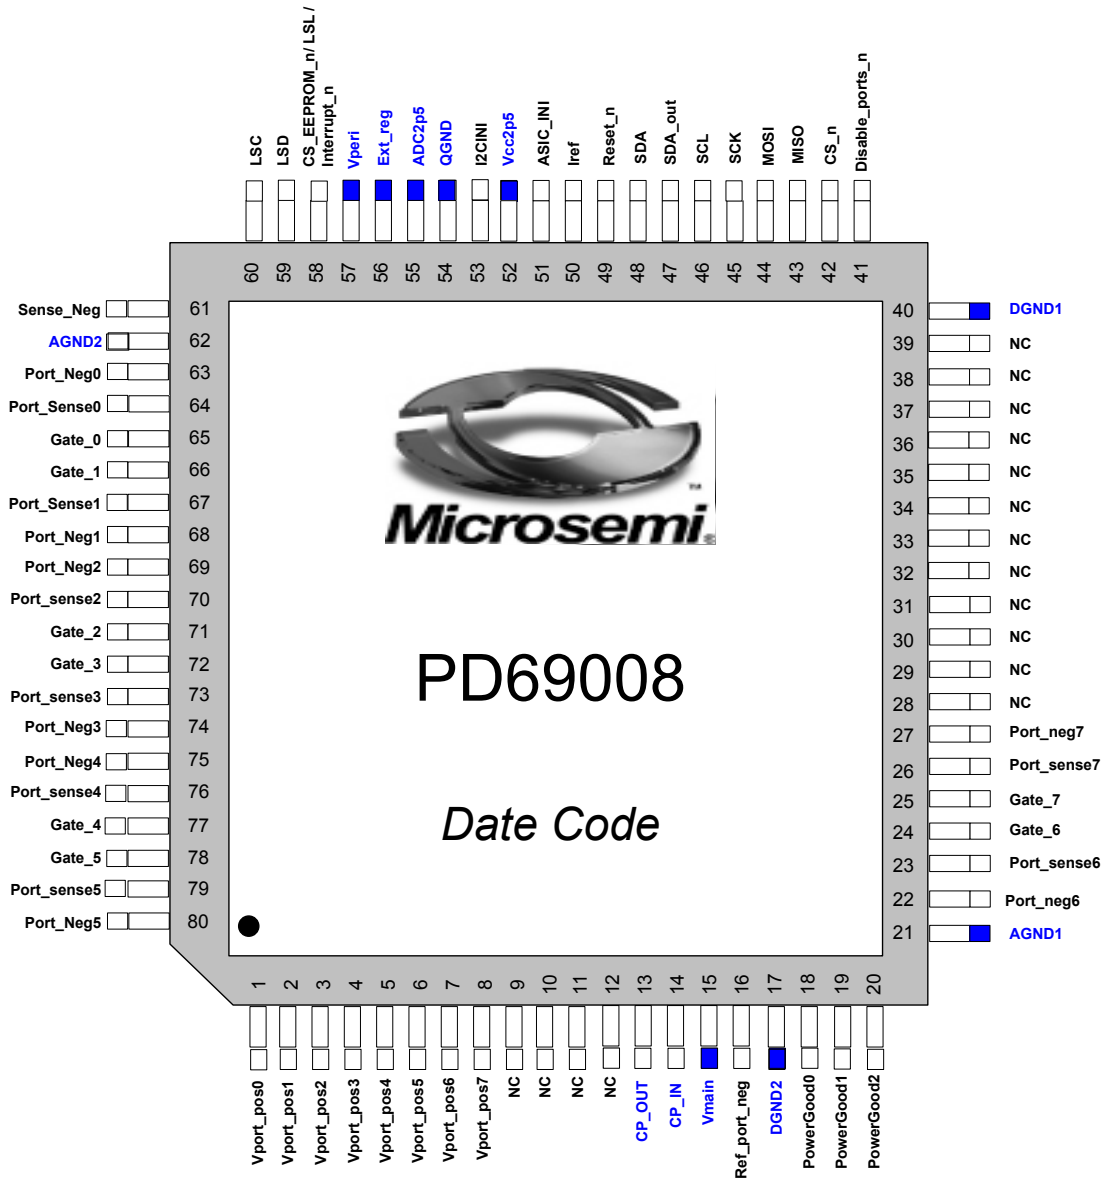 LSC
LSD
CS_EEPROM_n/ LSL /
Interrupt_n
Vperi
Ext_reg
ADC2p5
QGND
I2CINI
Vcc2p5
ASIC_INI
Iref
Reset_n
SDA
SDA_out
SCL
SCK
MOSI
MISO
CS_n
Disable_ports_n
60
59
58
57
56
55
54
53
52
51
50
49
48
47
46
45
44
43
42
41
Sense_Neg 61
AGND2 62
Port_Neg0 63
Port_Sense0 64
Gate_0 65
Gate_1 66
Port_Sense1 67
Port_Neg1 68
Port_Neg2 69
Port_sense2 70
Gate_2 71
Gate_3 72
Port_sense3 73
Port_Neg3 74
Port_Neg4 75
Port_sense4 76
Gate_4 77
Gate_5 78
Port_sense5 79
Port_Neg5 80
Microsemi®
™
PD69008
Date Code
40 DGND1
39 NC
38 NC
37 NC
36 NC
35 NC
34 NC
33 NC
32 NC
31 NC
30 NC
29 NC
28 NC
27 Port_neg7
26 Port_sense7
25 Gate_7
24 Gate_6
23 Port_sense6
22 Port_neg6
21 AGND1
1
2
3
4
5
6
7
8
9
10
11
12
13
14
15
16
17
18
19
20
Vport_pos0
Vport_pos1
Vport_pos2
Vport_pos3
Vport_pos4
Vport_pos5
Vport_pos6
Vport_pos7
NC
NC
NC
NC
CP_OUT
CP_IN
Vmain
Ref_port_neg
DGND2
PowerGood0
PowerGood1
PowerGood2